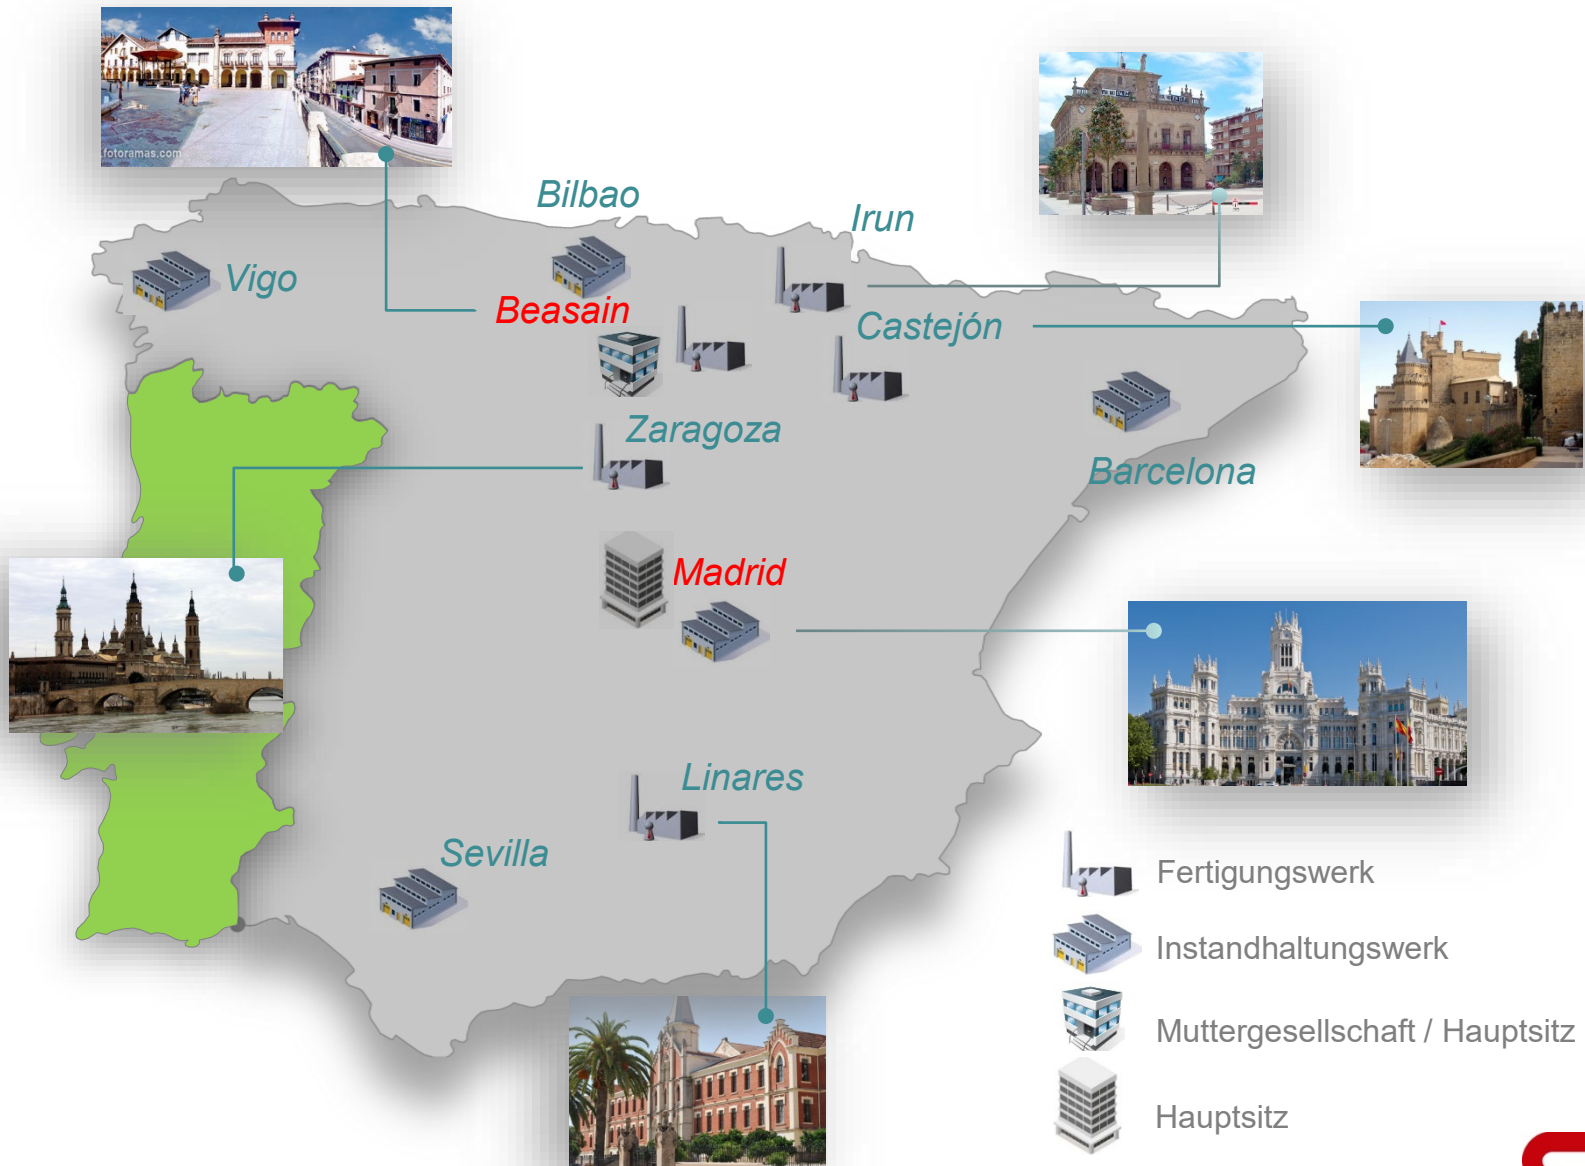 fotoramas.com
Bilbao
Irun
Vigo
Beasain
Castejón
Zaragoza
Barcelona
Madrid
Linares
Sevilla
Fertigungswerk
Instandhaltungswerk
Muttergesellschaft / Hauptsitz
Hauptsitz